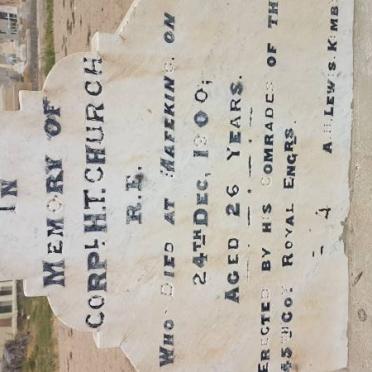 IN
MEMORY OF
CORPL H.T. CHURCH
R.E.
WHO DIED AT MAFEKING ON
24TH DEC, 1900,
AGED 26 YEARS.
ERECTED BY HIS COMRADES OF TH
45TH COY ROYAL ENGRS.
A.H. LEWIS. KIMB